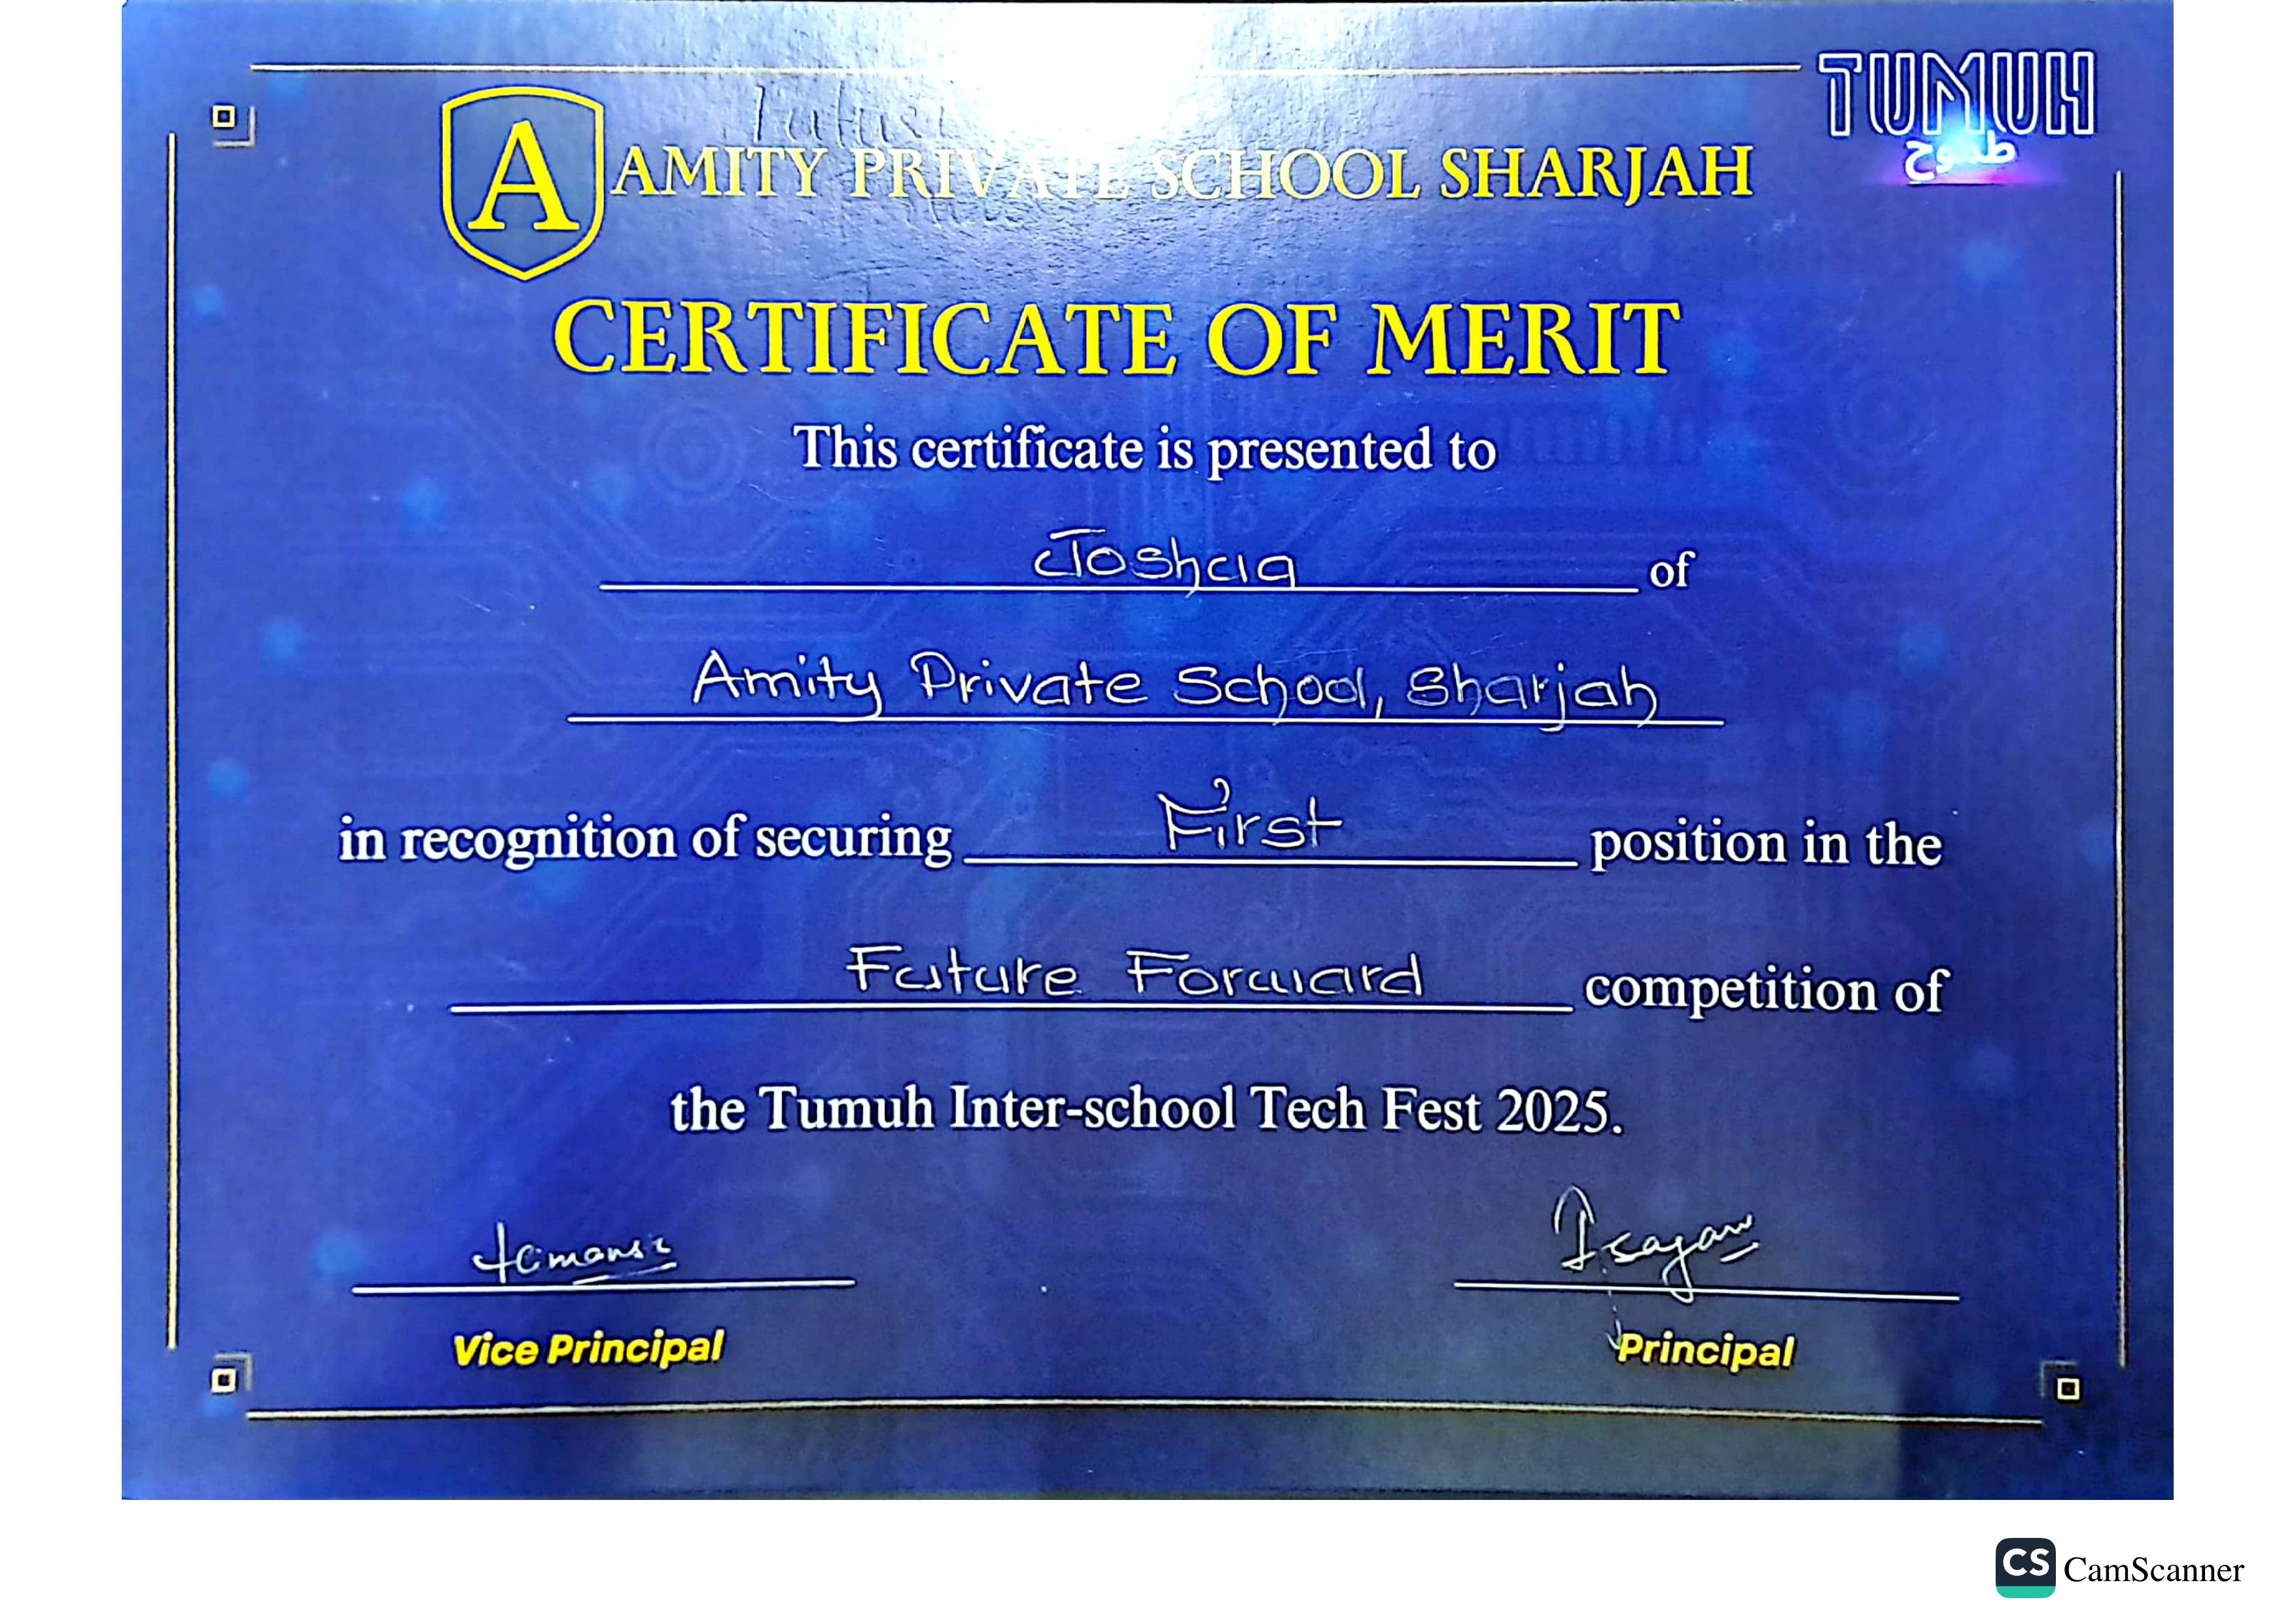 TUMUH
طموح
A AMITY PRIVATE SCHOOL SHARJAH
CERTIFICATE OF MERIT
This certificate is presented to
Joshua of
Amity Private School, Sharjah
in recognition of securing First position in the
Future Forward competition of
the Tumuh Inter-school Tech Fest 2025.
Vice Principal Principal
CS CamScanner